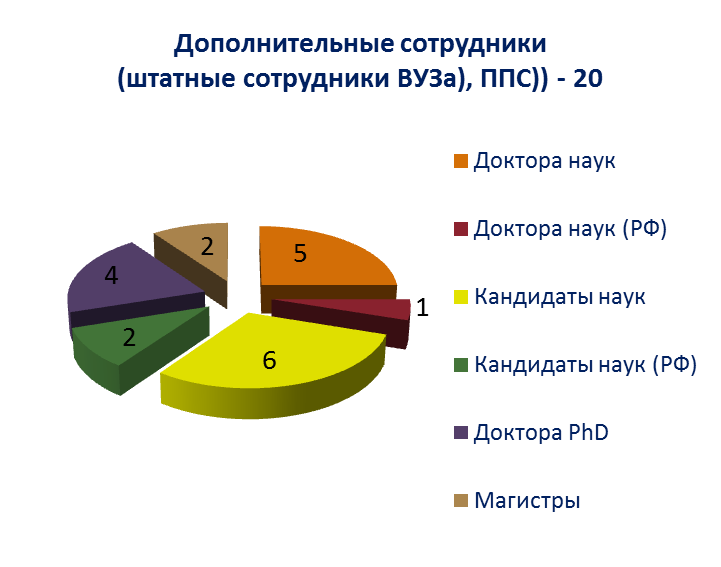 Дополнительные сотрудники
(штатные сотрудники ВУЗа), ППС)) - 20
Доктора наук
Доктора наук (РФ)
Кандидаты наук
Кандидаты наук (РФ)
Доктора PhD
Магистры
5
1
6
2
4
2